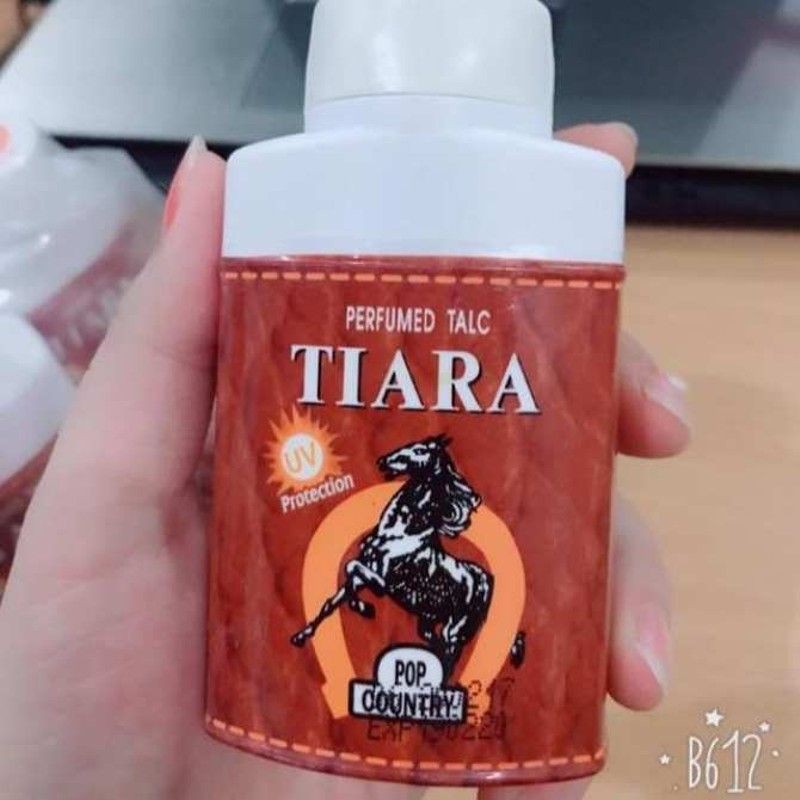 PERFUMED TALC
TIARA
UV
Protection
POP
COUNTRY
B612